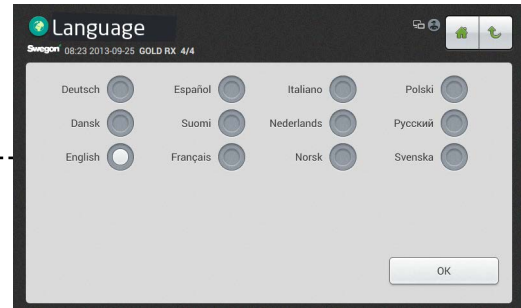 Language
Swegon 08:23 2013-09-25 GOLD RX 4/4
Deutsch Español Italiano Polski
Dansk Suomi Nederlands Русский
English Français Norsk Svenska
OK